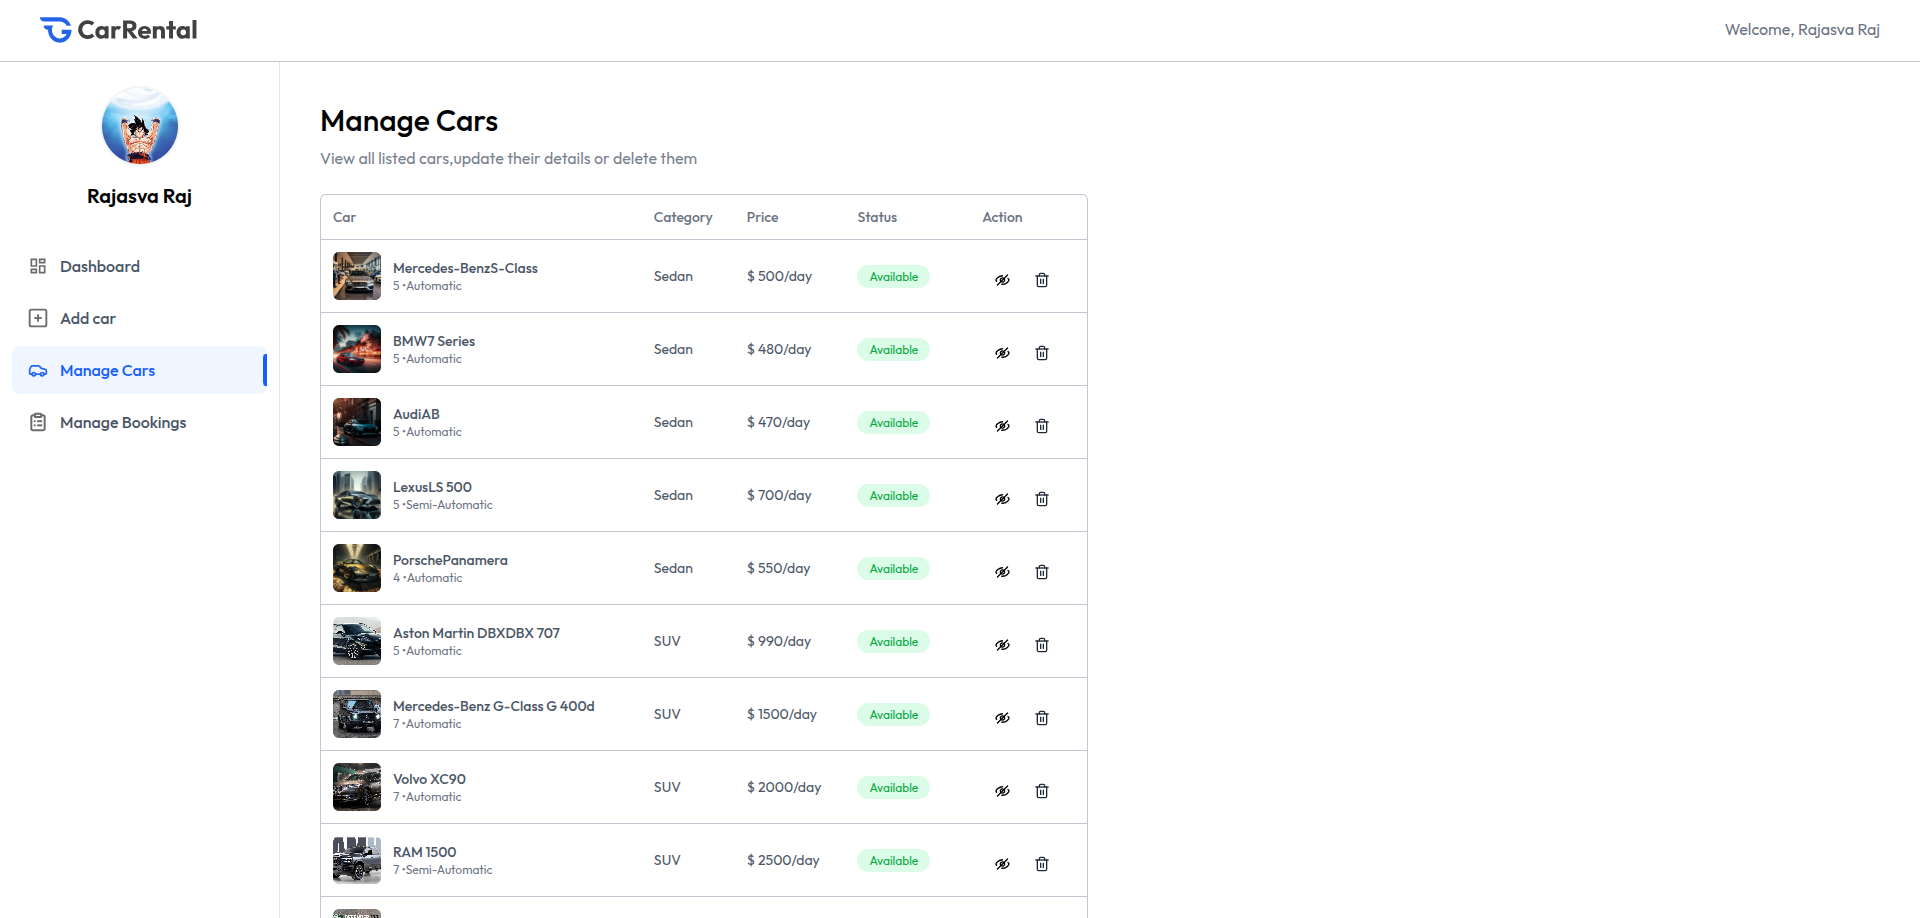 CarRental
Welcome, Rajasva Raj
Rajasva Raj
Dashboard
Add car
Manage Cars
Manage Bookings
Manage Cars
View all listed cars,update their details or delete them
Car Category Price Status Action
Mercedes-BenzS-Class
5 •Automatic
Sedan $ 500/day Available
BMW7 Series
5 •Automatic
Sedan $ 480/day Available
AudiAB
5 •Automatic
Sedan $ 470/day Available
LexusLS 500
5 •Semi-Automatic
Sedan $ 700/day Available
PorschePanamera
4 •Automatic
Sedan $ 550/day Available
Aston Martin DBXDBX 707
5 •Automatic
SUV $ 990/day Available
Mercedes-Benz G-Class G 400d
7 •Automatic
SUV $ 1500/day Available
Volvo XC90
7 •Automatic
SUV $ 2000/day Available
RAM 1500
7 •Semi-Automatic
SUV $ 2500/day Available